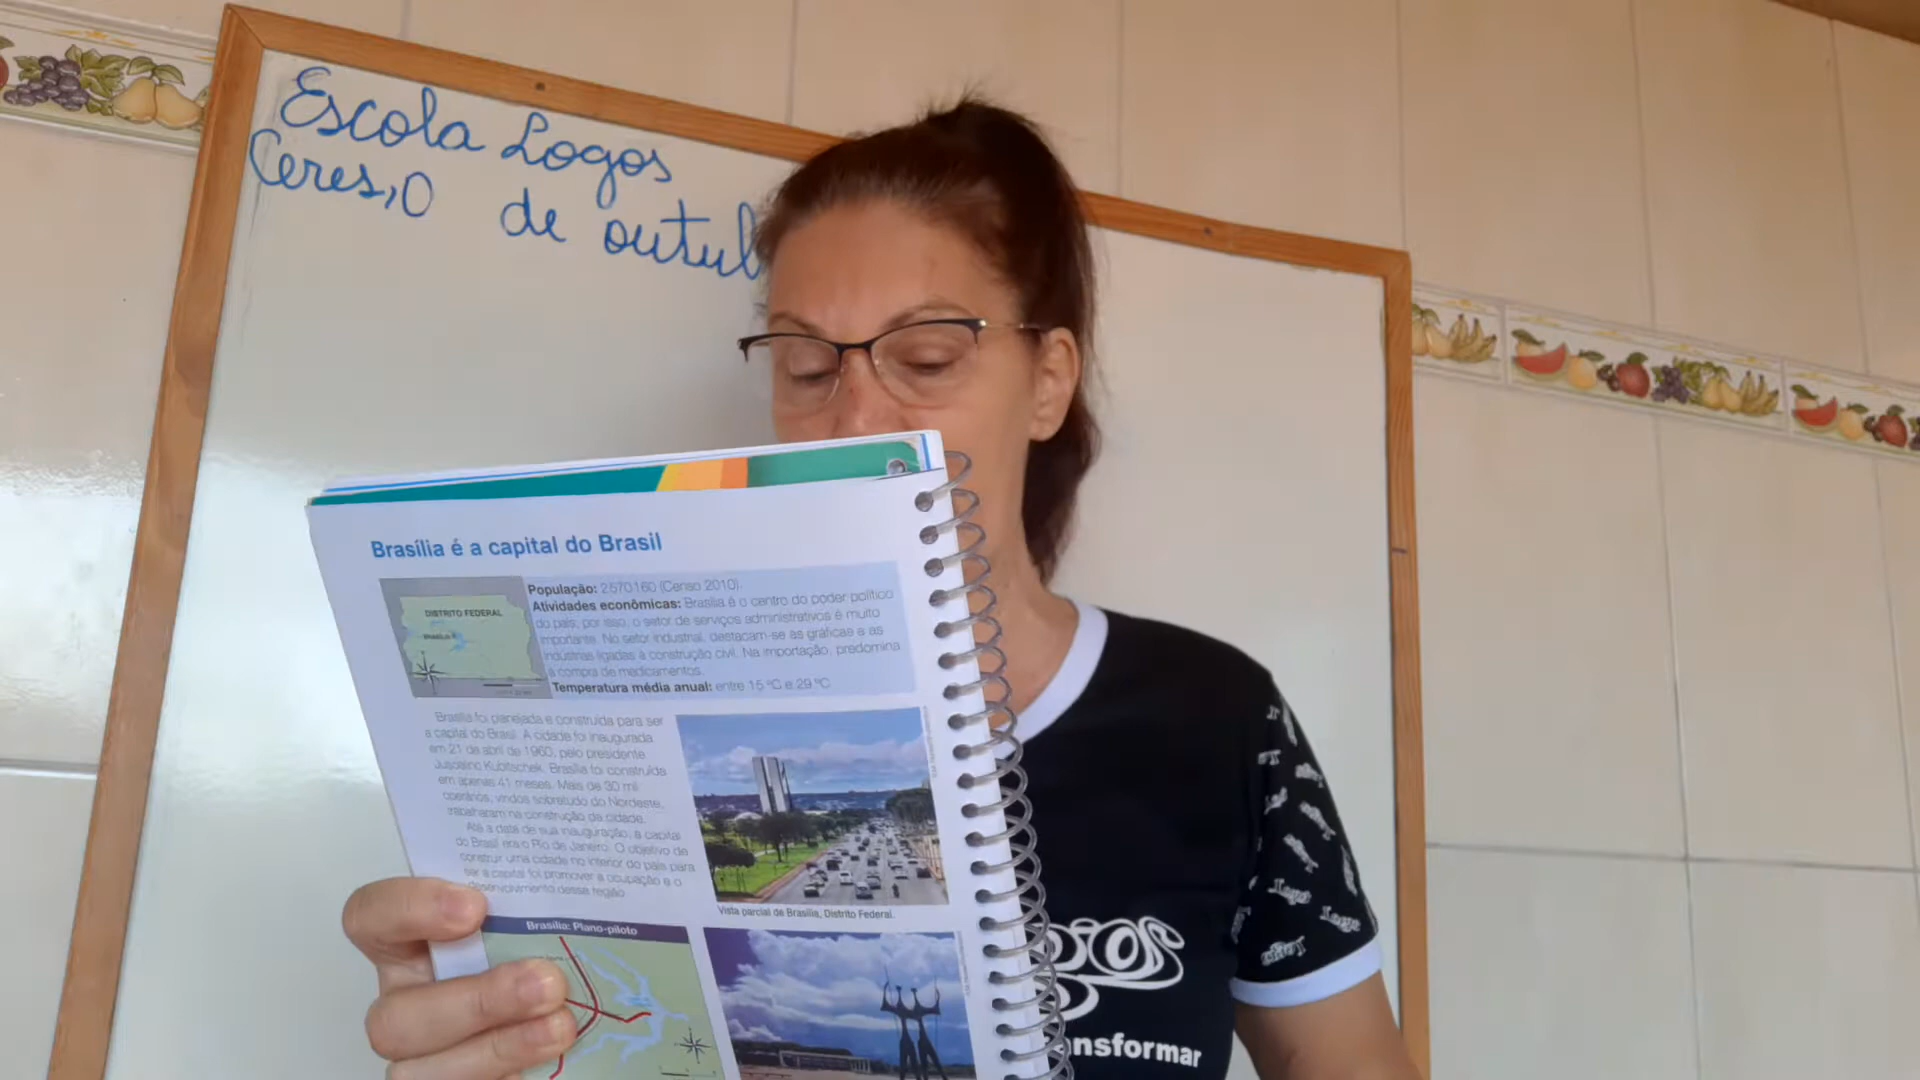 Escola Logos
Ceres, 0 de outub
Brasília é a capital do Brasil
DISTRITO FEDERAL
BRASÍLIA
População: 2570160 (Censo 2010).
Atividades econômicas: Brasília é o centro do poder político
do país; por isso, o setor de serviços administrativos é muito
importante. No setor industrial, destacam-se as gráficas e as
indústrias ligadas à construção civil. Na importação, predomina
a compra de medicamentos.
Temperatura média anual: entre 15 °C e 29 °C
Brasília foi planejada e construída para ser
a capital do Brasil. A cidade foi inaugurada
em 21 de abril de 1960, pelo presidente
Juscelino Kubitschek. Brasília foi construída
em apenas 41 meses. Mais de 30 mil
operários, vindos sobretudo do Nordeste,
trabalharam na construção da cidade.
Até a data de sua inauguração, a capital
do Brasil era o Rio de Janeiro. O objetivo de
construir uma cidade no interior do país para
ser a capital foi promover a ocupação e o
desenvolvimento dessa região
Vista parcial de Brasília, Distrito Federal.
Brasília: Plano-piloto
ogos
ansformar
Logos
Logos
Logos